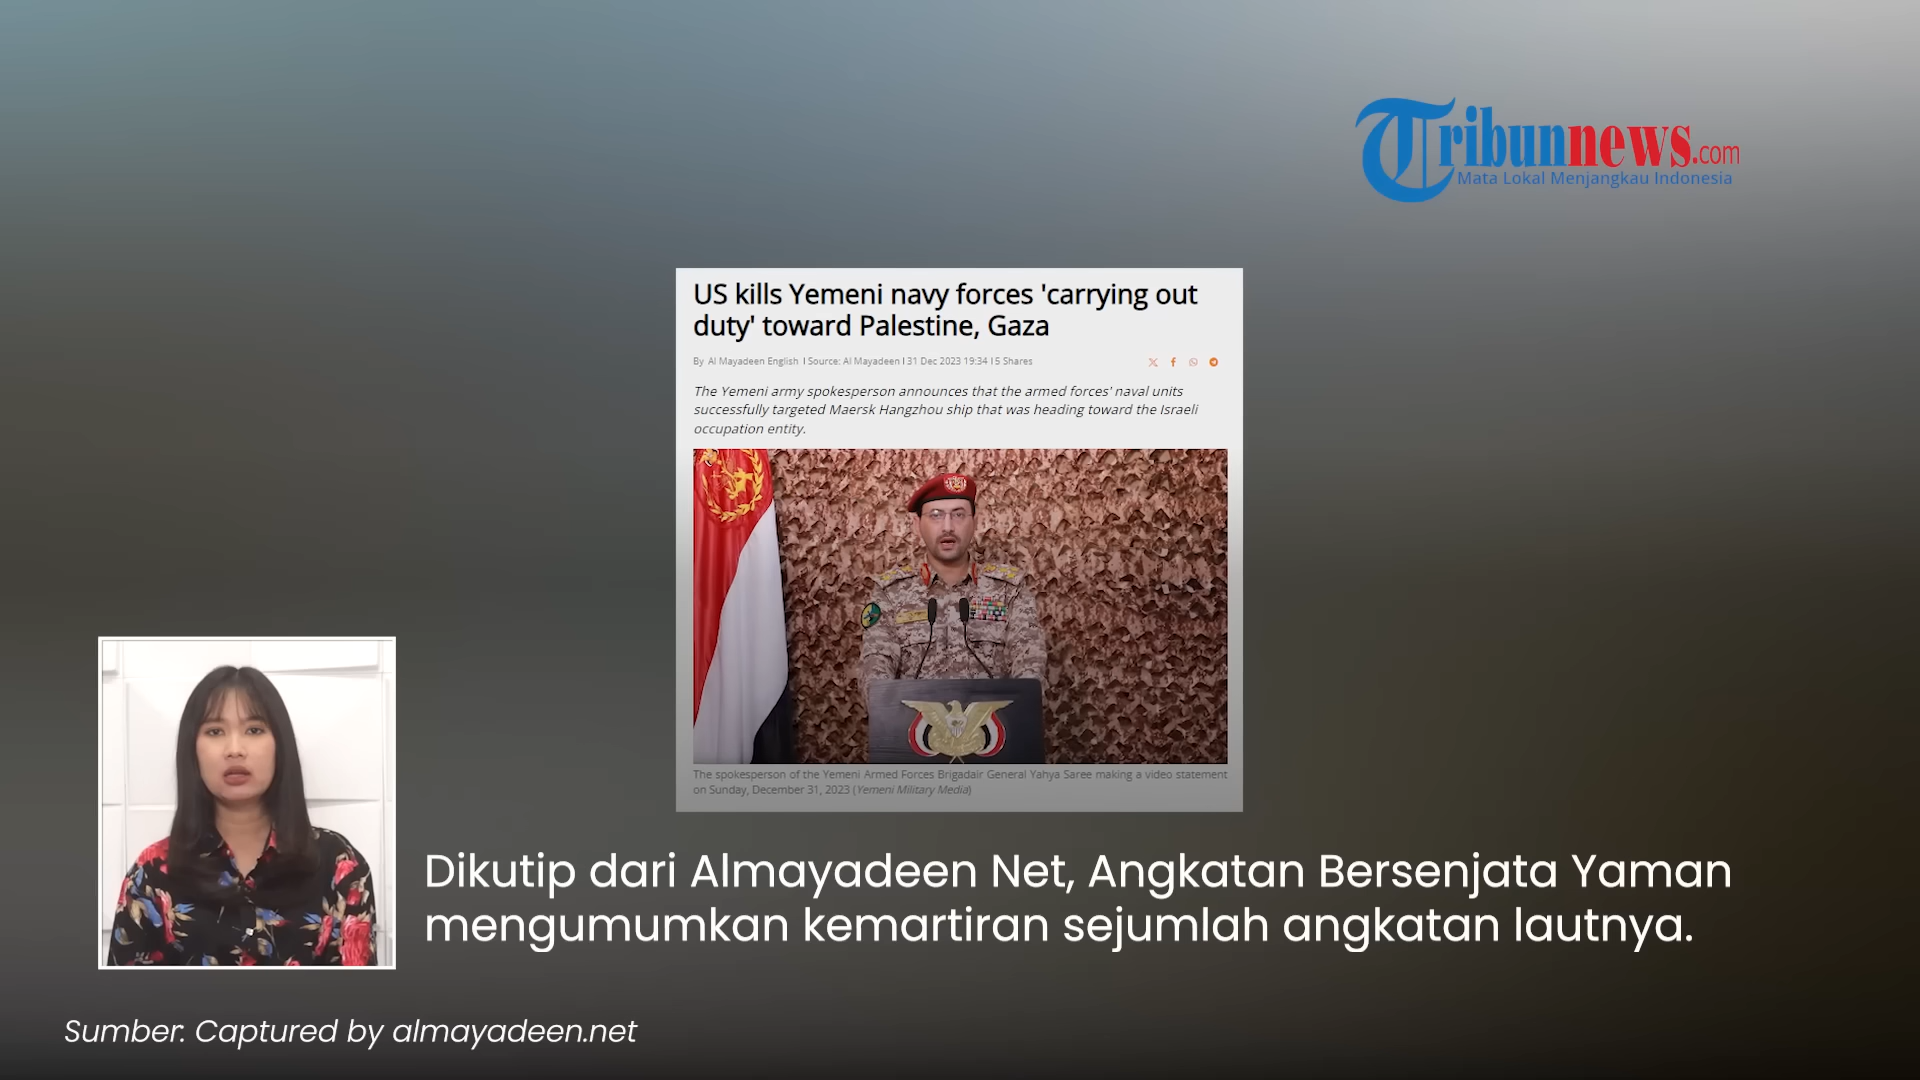 Tribunnews.com
Mata Lokal Menjangkau Indonesia
US kills Yemeni navy forces 'carrying out
duty' toward Palestine, Gaza
By Al Mayadeen English | Source: Al Mayadeen | 31 Dec 2023 19:34 | 5 Shares
The Yemeni army spokesperson announces that the armed forces' naval units
successfully targeted Maersk Hangzhou ship that was heading toward the Israeli
occupation entity.
The spokesperson of the Yemeni Armed Forces Brigadair General Yahya Saree making a video statement
on Sunday, December 31, 2023 (Yemeni Military Media)
Dikutip dari Almayadeen Net, Angkatan Bersenjata Yaman
mengumumkan kemartiran sejumlah angkatan lautnya.
Sumber: Captured by almayadeen.net